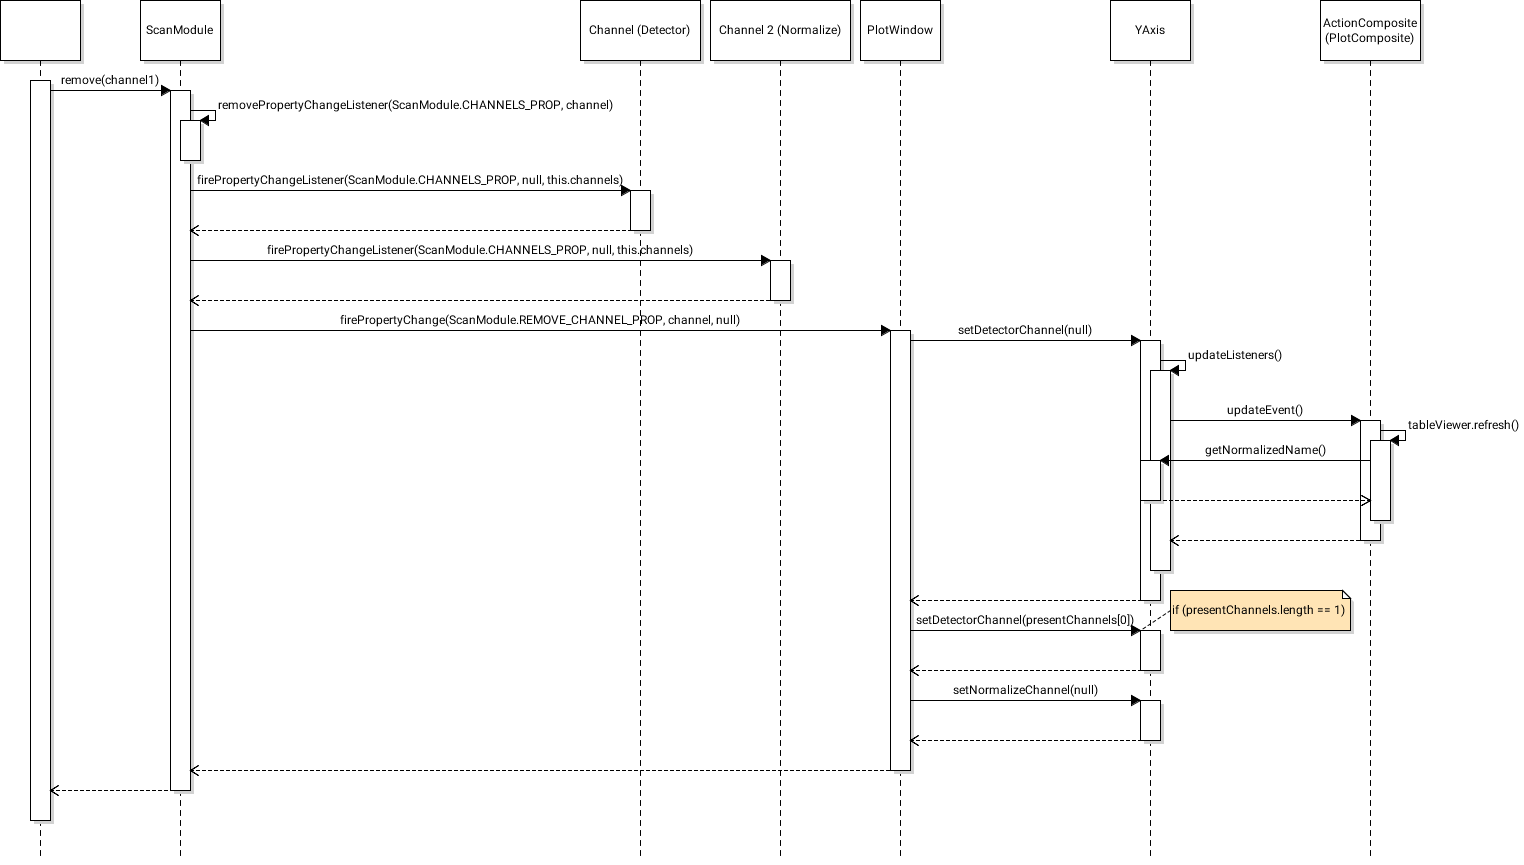 ScanModule
Channel (Detector)
Channel 2 (Normalize)
PlotWindow
YAxis
ActionComposite
(PlotComposite)
remove(channel1)
removePropertyChangeListener(ScanModule.CHANNELS_PROP, channel)
firePropertyChangeListener(ScanModule.CHANNELS_PROP, null, this.channels)
firePropertyChangeListener(ScanModule.CHANNELS_PROP, null, this.channels)
firePropertyChange(ScanModule.REMOVE_CHANNEL_PROP, channel, null)
setDetectorChannel(null)
updateListeners()
updateEvent()
tableViewer.refresh()
getNormalizedName()
if (presentChannels.length == 1)
setDetectorChannel(presentChannels[0])
setNormalizeChannel(null)